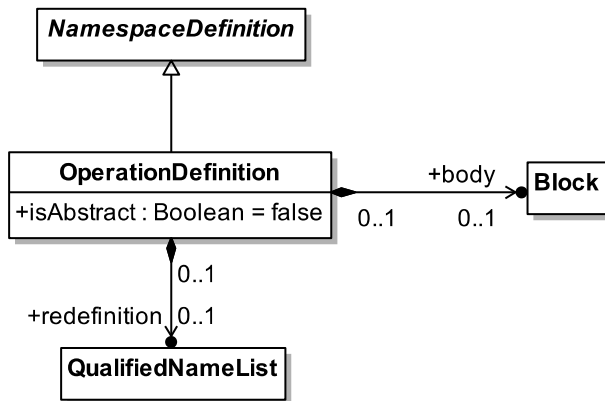 NamespaceDefinition
OperationDefinition
+isAbstract : Boolean = false
+body
Block
0..1
0..1
0..1
+redefinition
0..1
QualifiedNameList